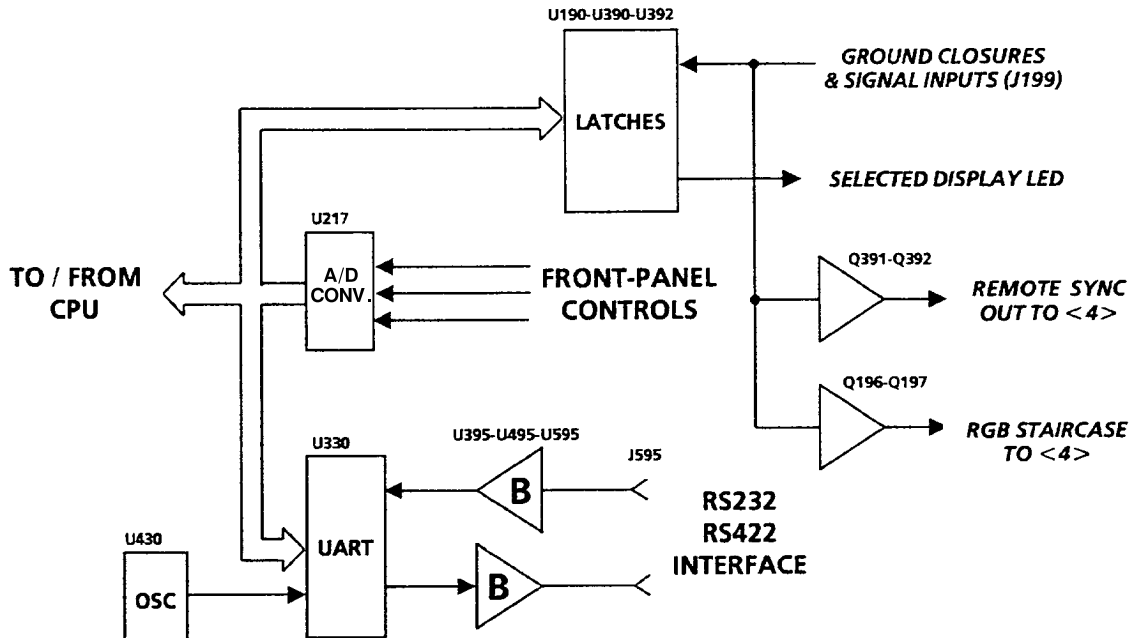 U190-U390-U392
LATCHES
GROUND CLOSURES
& SIGNAL INPUTS (J199)
SELECTED DISPLAY LED
U217
A/D
CONV.
TO / FROM
CPU
FRONT-PANEL
CONTROLS
Q391-Q392
REMOTE SYNC
OUT TO <4>
Q196-Q197
RGB STAIRCASE
TO <4>
U330
UART
U395-U495-U595
B
J595
RS232
RS422
INTERFACE
B
U430
OSC